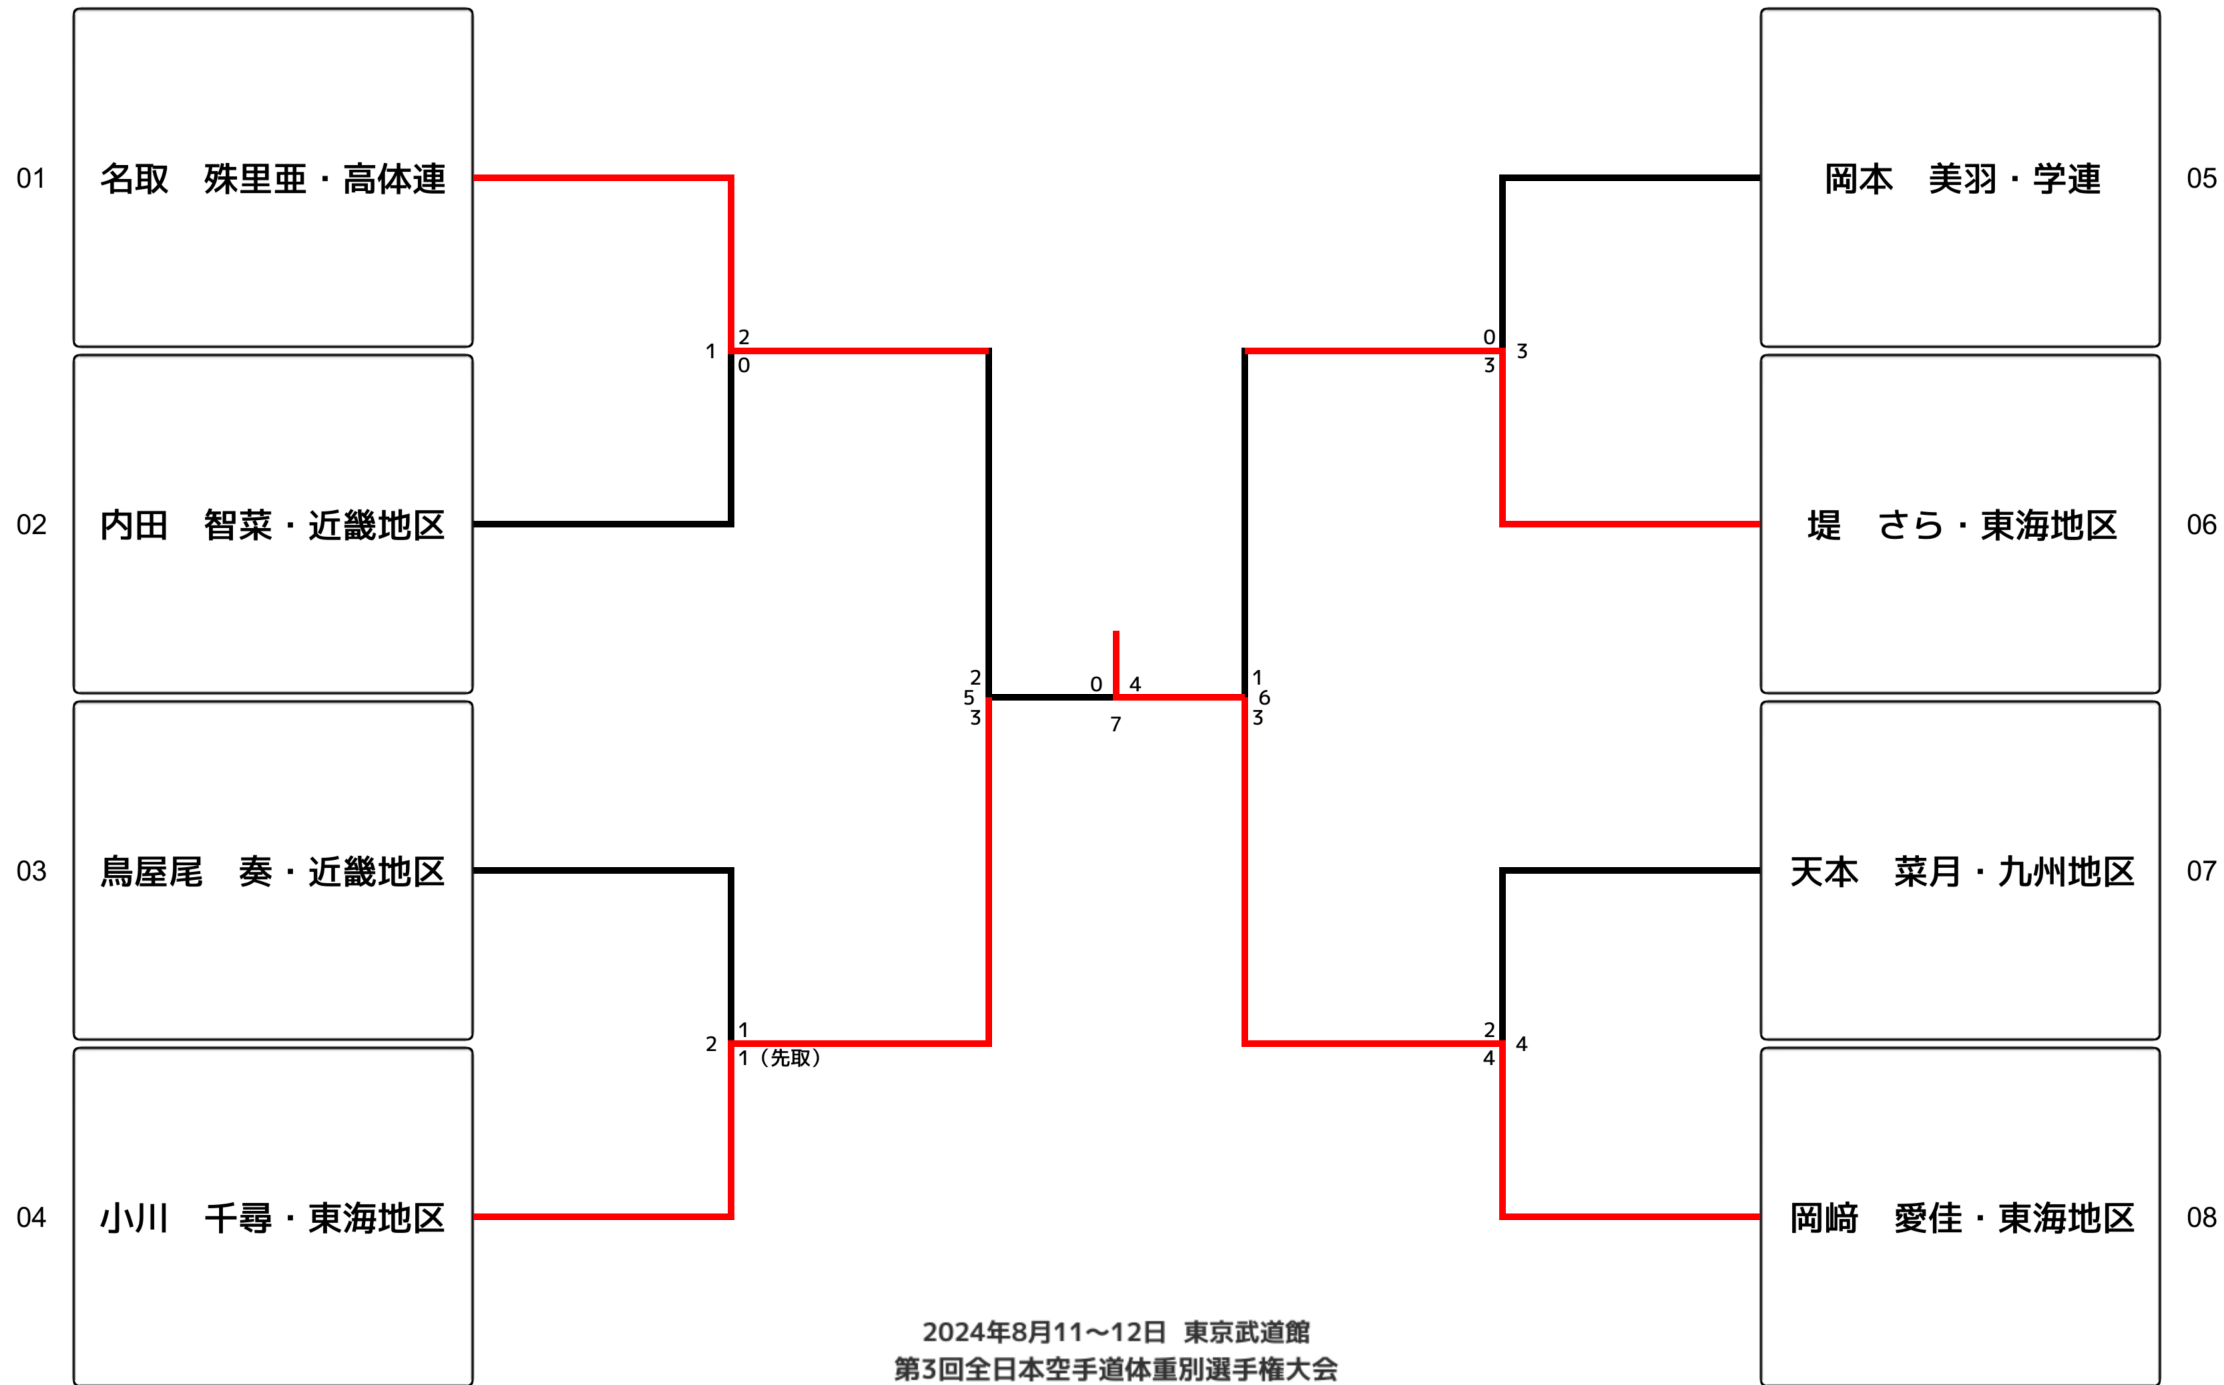 01
名取　殊里亜・高体連
岡本　美羽・学連
05
2
1
0
0
3
3
02
内田　智菜・近畿地区
堤　さら・東海地区
06
2
5
3
0
4
7
1
6
3
03
鳥屋尾　奏・近畿地区
天本　菜月・九州地区
07
1
2
1（先取）
2
4
4
04
小川　千尋・東海地区
岡﨑　愛佳・東海地区
08
2024年8月11〜12日 東京武道館
第3回全日本空手道体重別選手権大会